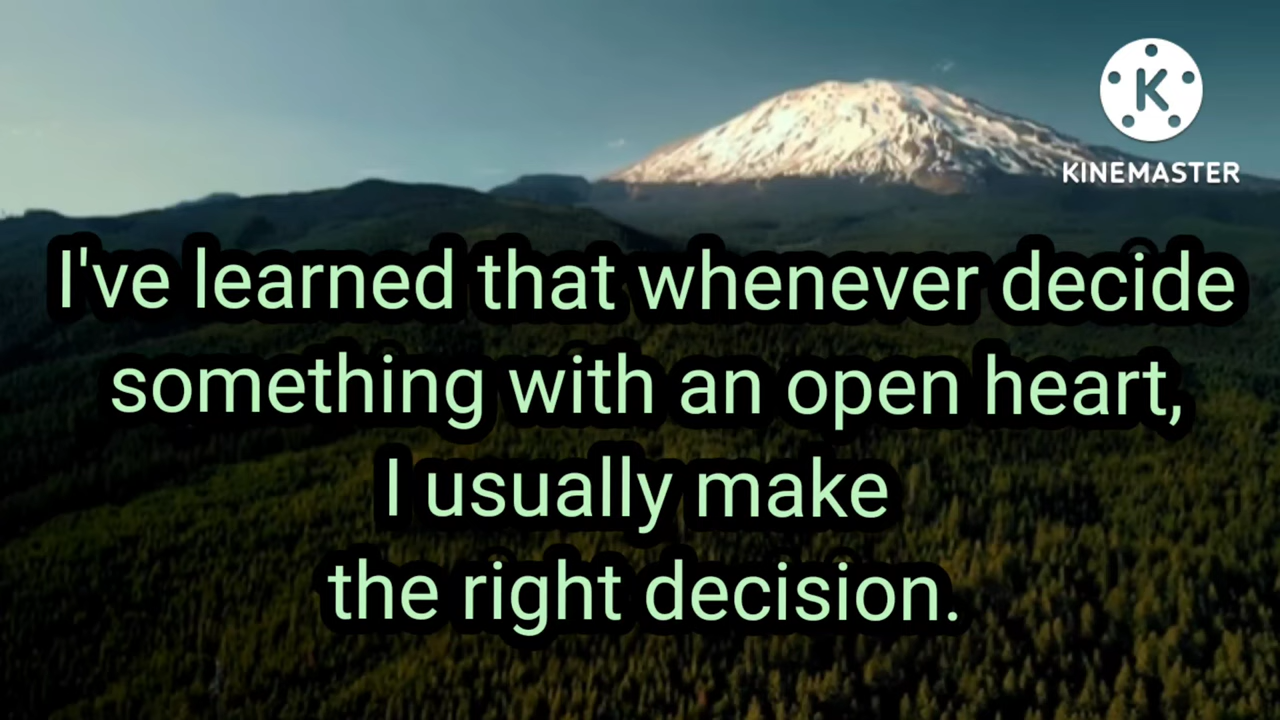 K
KINEMASTER
I've learned that whenever decide
something with an open heart,
I usually make
the right decision.